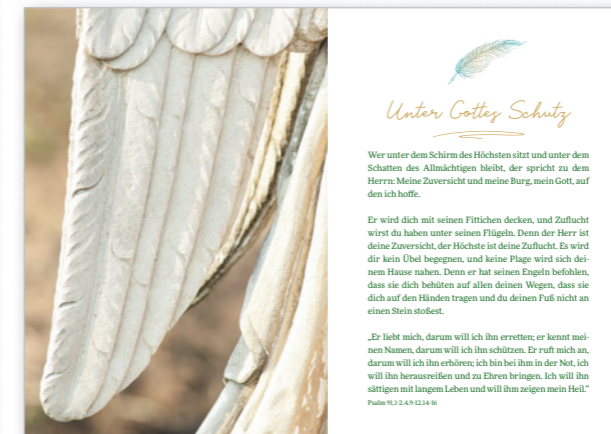 Unter Gottes Schutz
Wer unter dem Schirm des Höchsten sitzt und unter dem
Schatten des Allmächtigen bleibt, der spricht zu dem
Herrn: Meine Zuversicht und meine Burg, mein Gott, auf
den ich hoffe.
Er wird dich mit seinen Fittichen decken, und Zuflucht
wirst du haben unter seinen Flügeln. Denn der Herr ist
deine Zuversicht, der Höchste ist deine Zuflucht. Es wird
dir kein Übel begegnen, und keine Plage wird sich dei-
nem Hause nahen. Denn er hat seinen Engeln befohlen,
dass sie dich behüten auf allen deinen Wegen, dass sie
dich auf den Händen tragen und du deinen Fuß nicht an
einen Stein stoßest.
„Er liebt mich, darum will ich ihn erretten; er kennt mei-
nen Namen, darum will ich ihn schützen. Er ruft mich an,
darum will ich ihn erhören; ich bin bei ihm in der Not, ich
will ihn herausreißen und zu Ehren bringen. Ich will ihn
sättigen mit langem Leben und will ihm zeigen mein Heil.“
Psalm 91,1-2.4.9-12.14-16